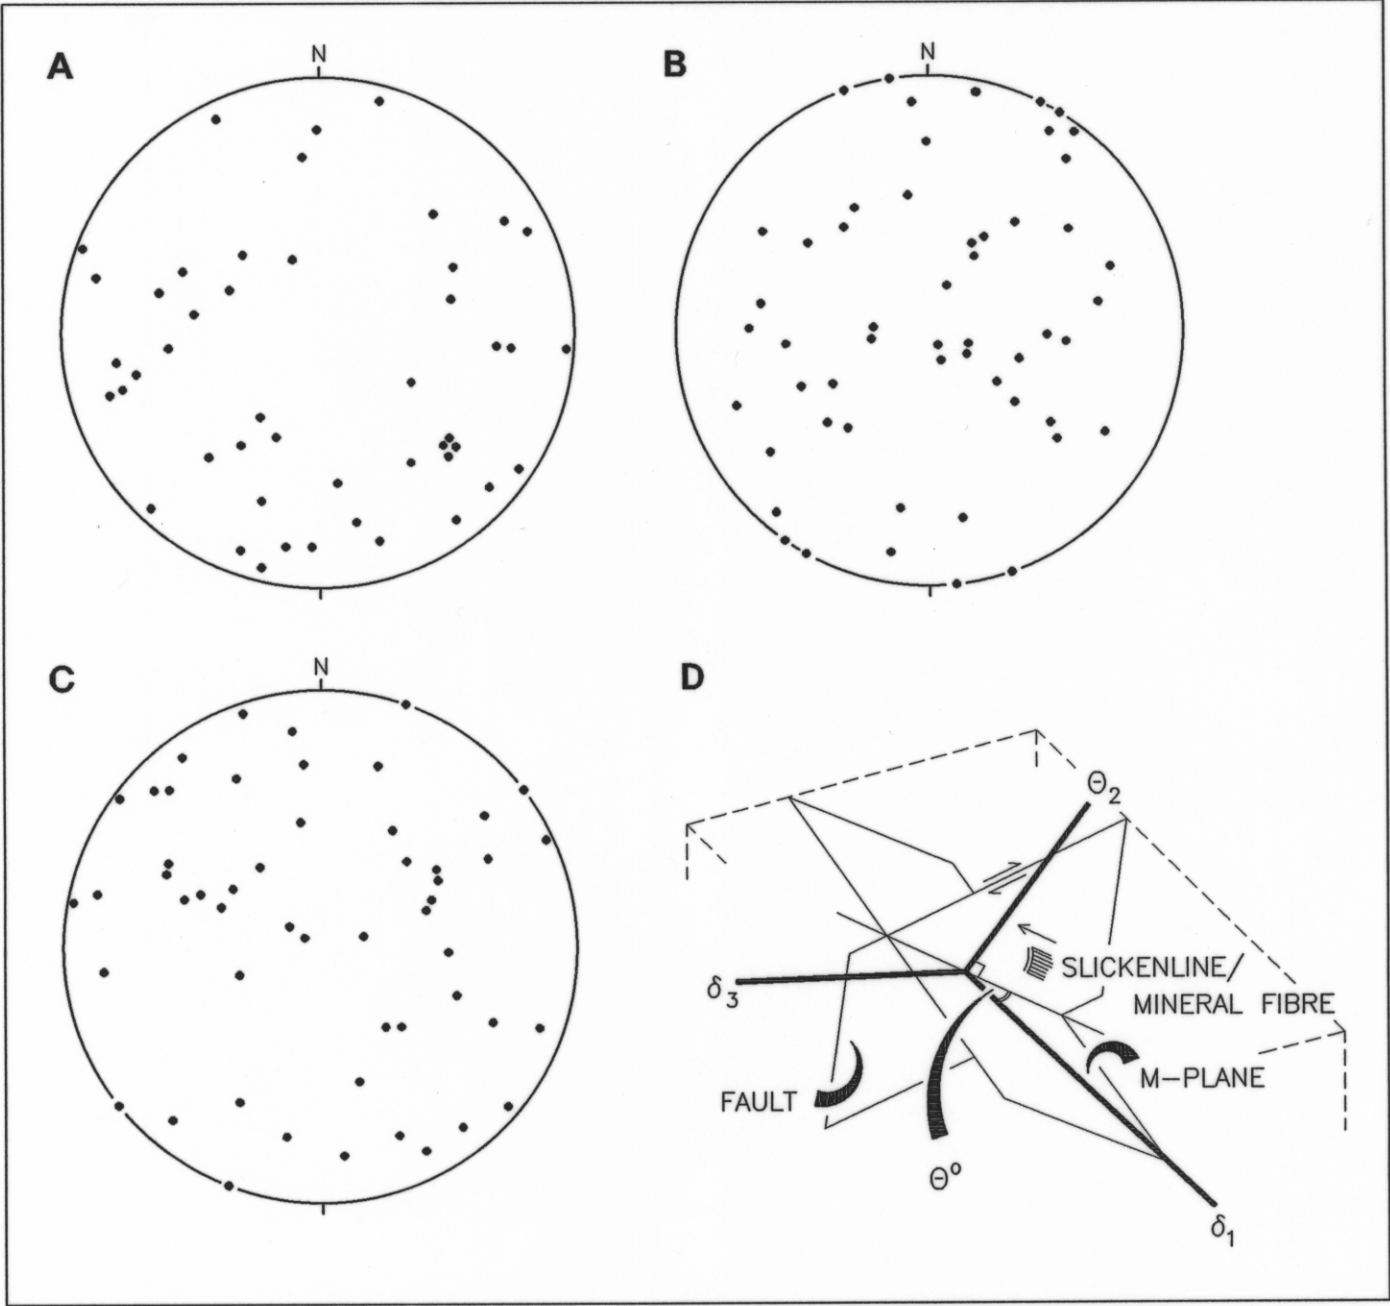 A
N
B
N
C
N
D
Θ2
δ3
SLICKENLINE/
MINERAL FIBRE
M-PLANE
FAULT
Θ°
δ1